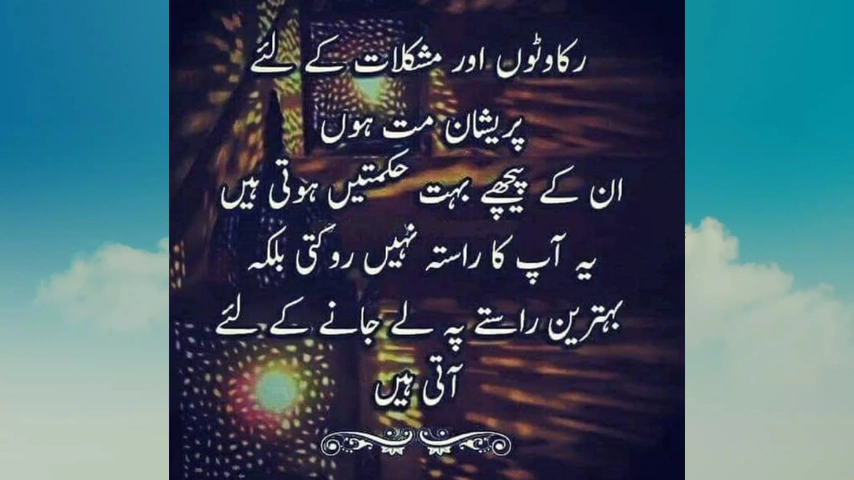 رکاوٹوں اور مشکلات کے لئے
پریشان مت ہوں
ان کے پیچھے بہت حکمتیں ہوتی ہیں
یہ آپ کا راستہ نہیں روکتی بلکہ
بہترین راستے پہ لے جانے کے لئے
آتی ہیں